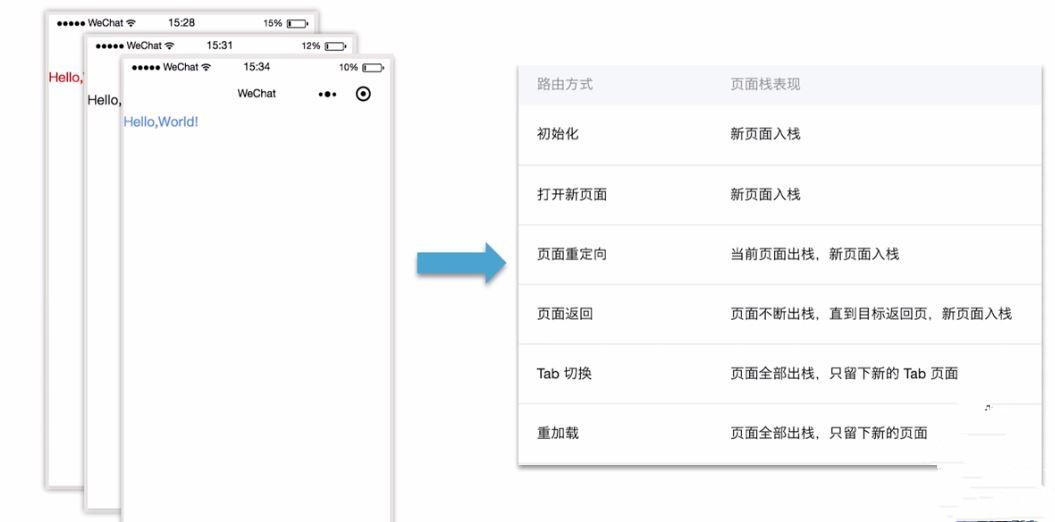 WeChat 15:28 15%
Hello,
WeChat 15:31 12%
Hello,
WeChat 15:34 10%
WeChat
Hello,World!
路由方式 页面栈表现
初始化 新页面入栈
打开新页面 新页面入栈
页面重定向 当前页面出栈，新页面入栈
页面返回 页面不断出栈，直到目标返回页，新页面入栈
Tab 切换 页面全部出栈，只留下新的 Tab 页面
重加载 页面全部出栈，只留下新的页面